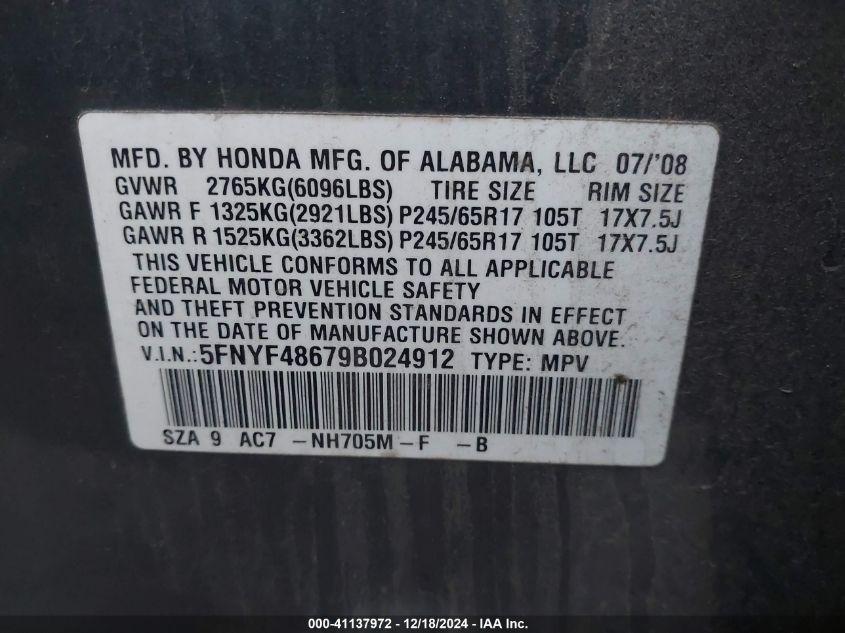 MFD. BY HONDA MFG. OF ALABAMA, LLC 07/'08
GVWR 2765KG(6096LBS) TIRE SIZE RIM SIZE
GAWR F 1325KG(2921LBS) P245/65R17 105T 17X7.5J
GAWR R 1525KG(3362LBS) P245/65R17 105T 17X7.5J
THIS VEHICLE CONFORMS TO ALL APPLICABLE
FEDERAL MOTOR VEHICLE SAFETY
AND THEFT PREVENTION STANDARDS IN EFFECT
ON THE DATE OF MANUFACTURE SHOWN ABOVE.
V.I.N.: 5FNYF48679B024912 TYPE: MPV
SZA 9 AC7 -NH705M-F -B
000-41137972 - 12/18/2024 - IAA Inc.